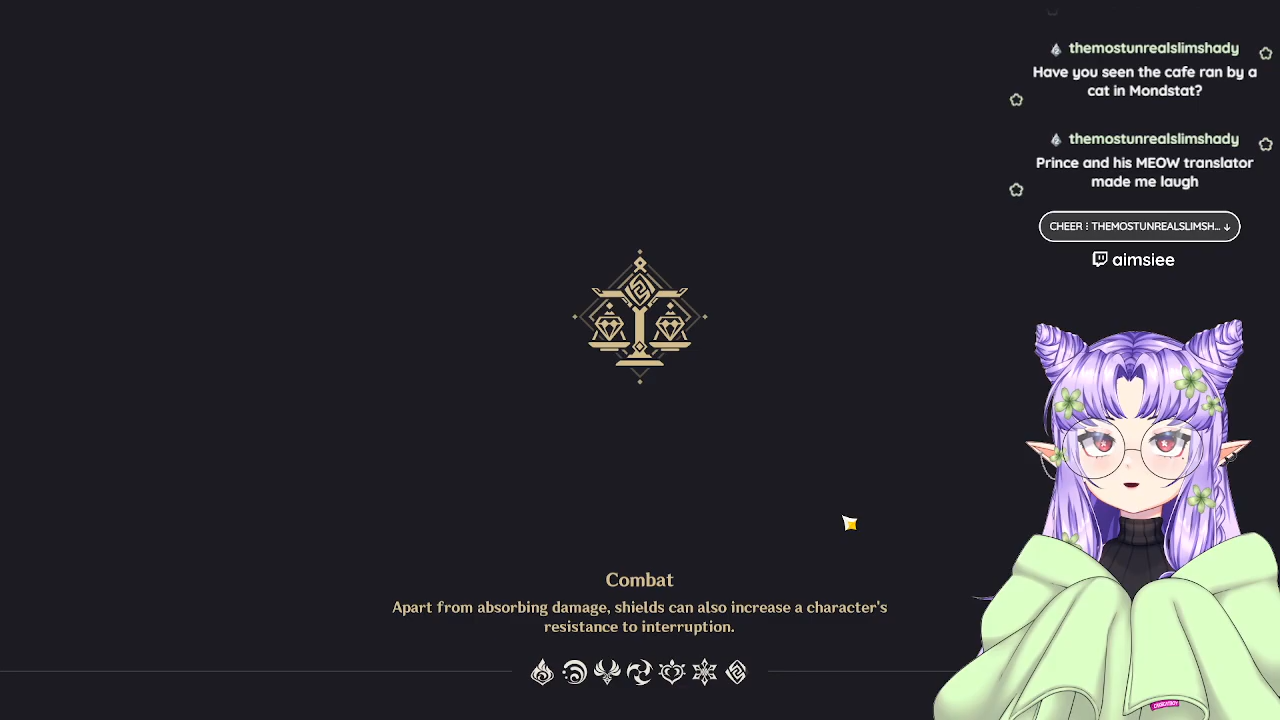 themostunrealslimshady
Have you seen the cafe ran by a
cat in Mondstat?
themostunrealslimshady
Prince and his MEOW translator
made me laugh
CHEER : THEMOSTUNREALSLIMSH... ↓
aimsiee
Combat
Apart from absorbing damage, shields can also increase a character's
resistance to interruption.